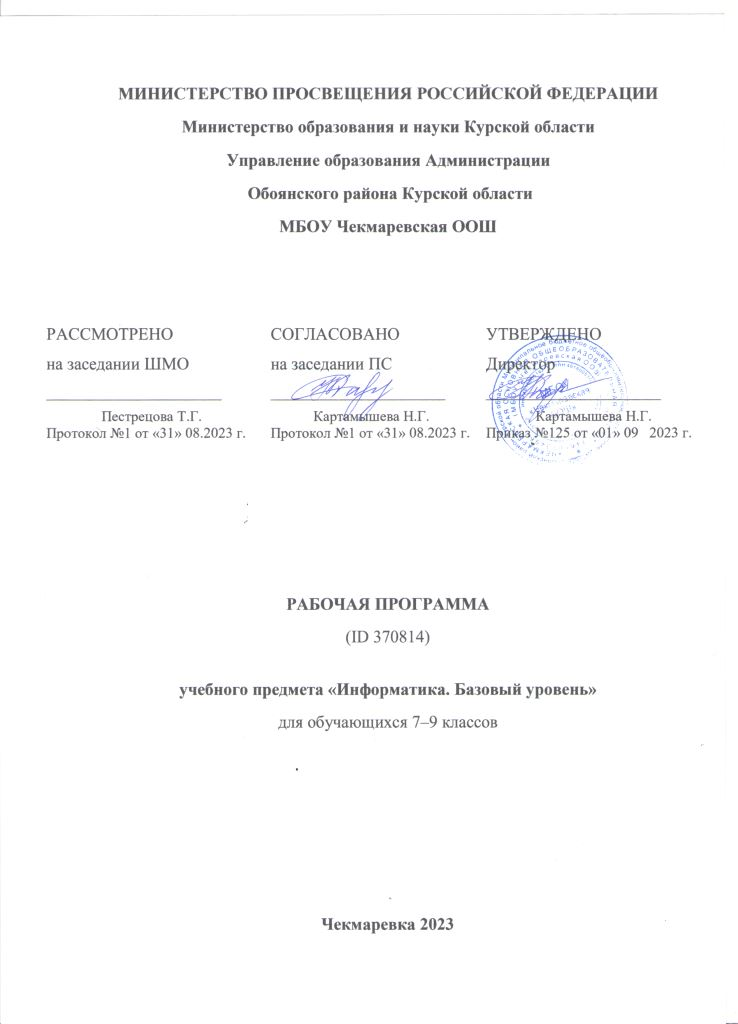 МИНИСТЕРСТВО ПРОСВЕЩЕНИЯ РОССИЙСКОЙ ФЕДЕРАЦИИ
Министерство образования и науки Курской области
Управление образования Администрации
Обоянского района Курской области
МБОУ Чекмаревская ООШ
РАССМОТРЕНО
на заседании ШМО
Пестрецова Т.Г.
Протокол №1 от «31» 08.2023 г.
СОГЛАСОВАНО
на заседании ПС
Картамышева Н.Г.
Протокол №1 от «31» 08.2023 г.
УТВЕРЖДЕНО
Директор
Картамышева Н.Г.
Приказ №125 от «01» 09 2023 г.
РАБОЧАЯ ПРОГРАММА
(ID 370814)
учебного предмета «Информатика. Базовый уровень»
для обучающихся 7–9 классов
Чекмаревка 2023